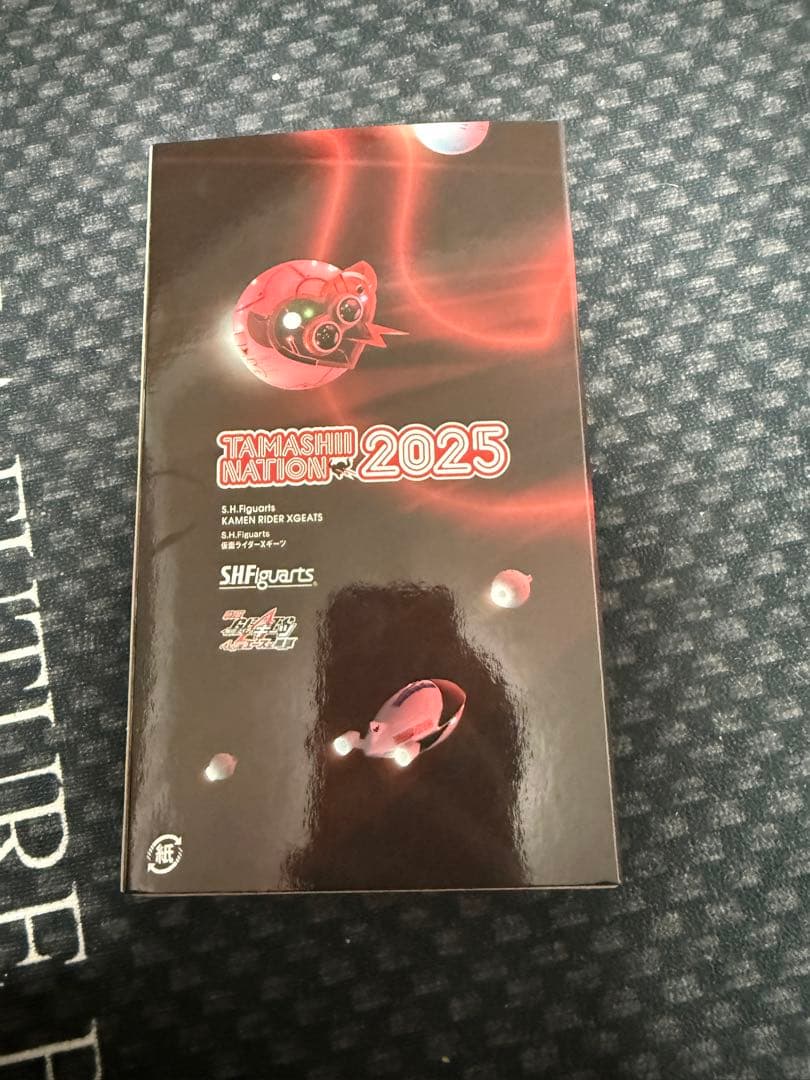 TAMASHII
NATION 2025
S.H.Figuarts
KAMEN RIDER XGEATS
S.H.Figuarts
仮面ライダーXギーツ
S.H.Figuarts
紙